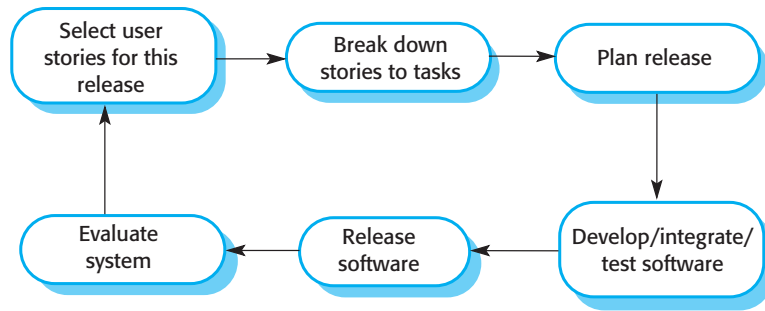 Select user
stories for this
release
Break down
stories to tasks
Plan release
Evaluate
system
Release
software
Develop/integrate/
test software